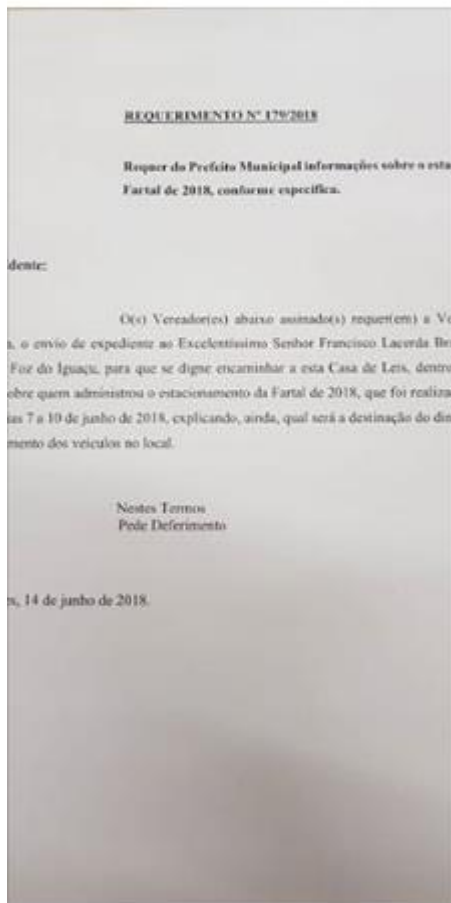 REQUERIMENTO Nº 179/2018
Requer do Prefeito Municipal informações sobre o esta
Fartal de 2018, conforme especifica.
dente:
O(s) Vereador(es) abaixo assinado(s) requer(em) a Vo
a, o envio de expediente ao Excelentíssimo Senhor Francisco Lacerda Br
Foz do Iguaçu, para que se digne encaminhar a esta Casa de Leis, dentro
obre quem administrou o estacionamento da Fartal de 2018, que foi realiza
ias 7 a 10 de junho de 2018, explicando, ainda, qual será a destinação do din
mento dos veículos no local.
Nestes Termos
Pede Deferimento
es, 14 de junho de 2018.